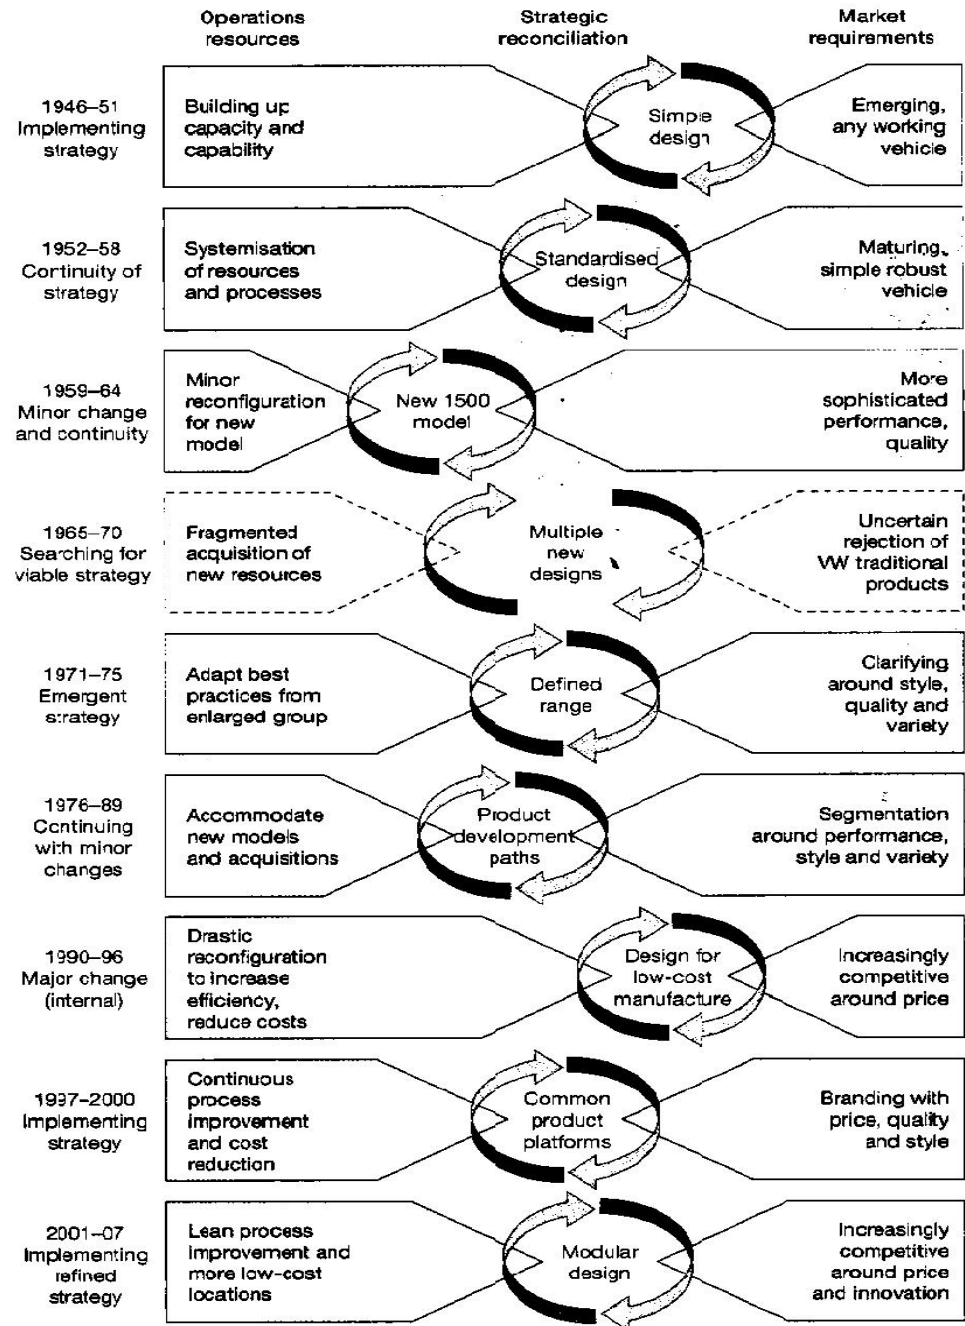 Operations
resources
Strategic
reconciliation
Market
requirements
1946–51
Implementing
strategy
Building up
capacity and
capability
Simple
design
Emerging,
any working
vehicle
1952–58
Continuity of
strategy
Systemisation
of resources
and processes
Standardised
design
Maturing,
simple robust
vehicle
1959–64
Minor change
and continuity
Minor
reconfiguration
for new
model
New 1500
model
More
sophisticated
performance,
quality
1965–70
Searching for
viable strategy
Fragmented
acquisition of
new resources
Multiple
new
designs
Uncertain
rejection of
VW traditional
products
1971–75
Emergent
strategy
Adapt best
practices from
enlarged group
Defined
range
Clarifying
around style,
quality and
variety
1976–89
Continuing
with minor
changes
Accommodate
new models
and acquisitions
Product
development
paths
Segmentation
around performance,
style and variety
1990–96
Major change
(internal)
Drastic
reconfiguration
to increase
efficiency,
reduce costs
Design for
low-cost
manufacture
Increasingly
competitive
around price
1997–2000
Implementing
strategy
Continuous
process
improvement
and cost
reduction
Common
product
platforms
Branding with
price, quality
and style
2001–07
Implementing
refined
strategy
Lean process
improvement and
more low-cost
locations
Modular
design
Increasingly
competitive
around price
and innovation